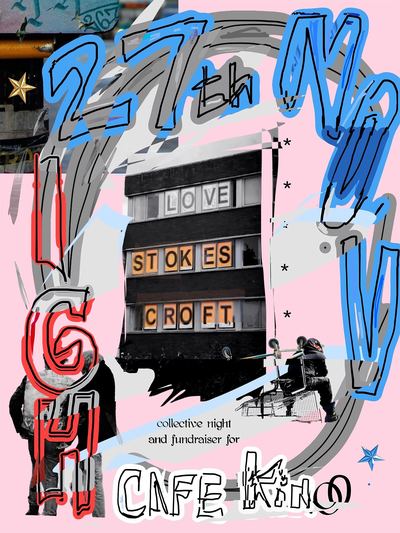 27th NOV
LOVE
STOKES
CROFT.
collective night
and fundraiser for
CAFE KINO